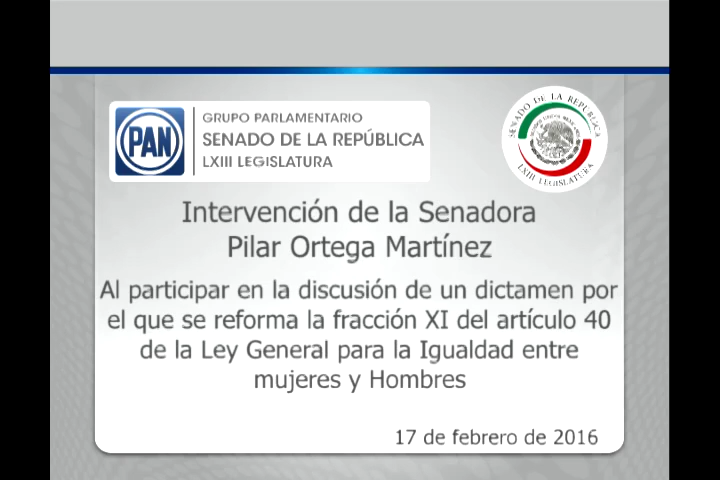 PAN
GRUPO PARLAMENTARIO
SENADO DE LA REPÚBLICA
LXIII LEGISLATURA
SENADO DE LA REPÚBLICA
LXIII LEGISLATURA
Intervención de la Senadora
Pilar Ortega Martínez
Al participar en la discusión de un dictamen por
el que se reforma la fracción XI del artículo 40
de la Ley General para la Igualdad entre
mujeres y Hombres
17 de febrero de 2016